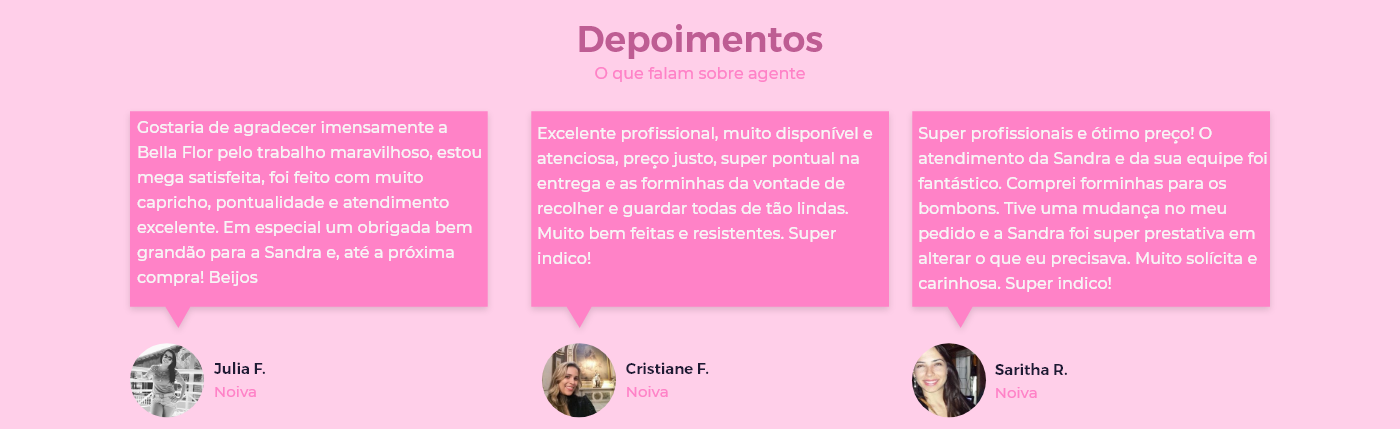 Depoimentos
O que falam sobre agente
Gostaria de agradecer imensamente a
Bella Flor pelo trabalho maravilhoso, estou
mega satisfeita, foi feito com muito
capricho, pontualidade e atendimento
excelente. Em especial um obrigada bem
grandão para a Sandra e, até a próxima
compra! Beijos
Julia F.
Noiva
Excelente profissional, muito disponível e
atenciosa, preço justo, super pontual na
entrega e as forminhas da vontade de
recolher e guardar todas de tão lindas.
Muito bem feitas e resistentes. Super
indico!
Cristiane F.
Noiva
Super profissionais e ótimo preço! O
atendimento da Sandra e da sua equipe foi
fantástico. Comprei forminhas para os
bombons. Tive uma mudança no meu
pedido e a Sandra foi super prestativa em
alterar o que eu precisava. Muito solícita e
carinhosa. Super indico!
Saritha R.
Noiva